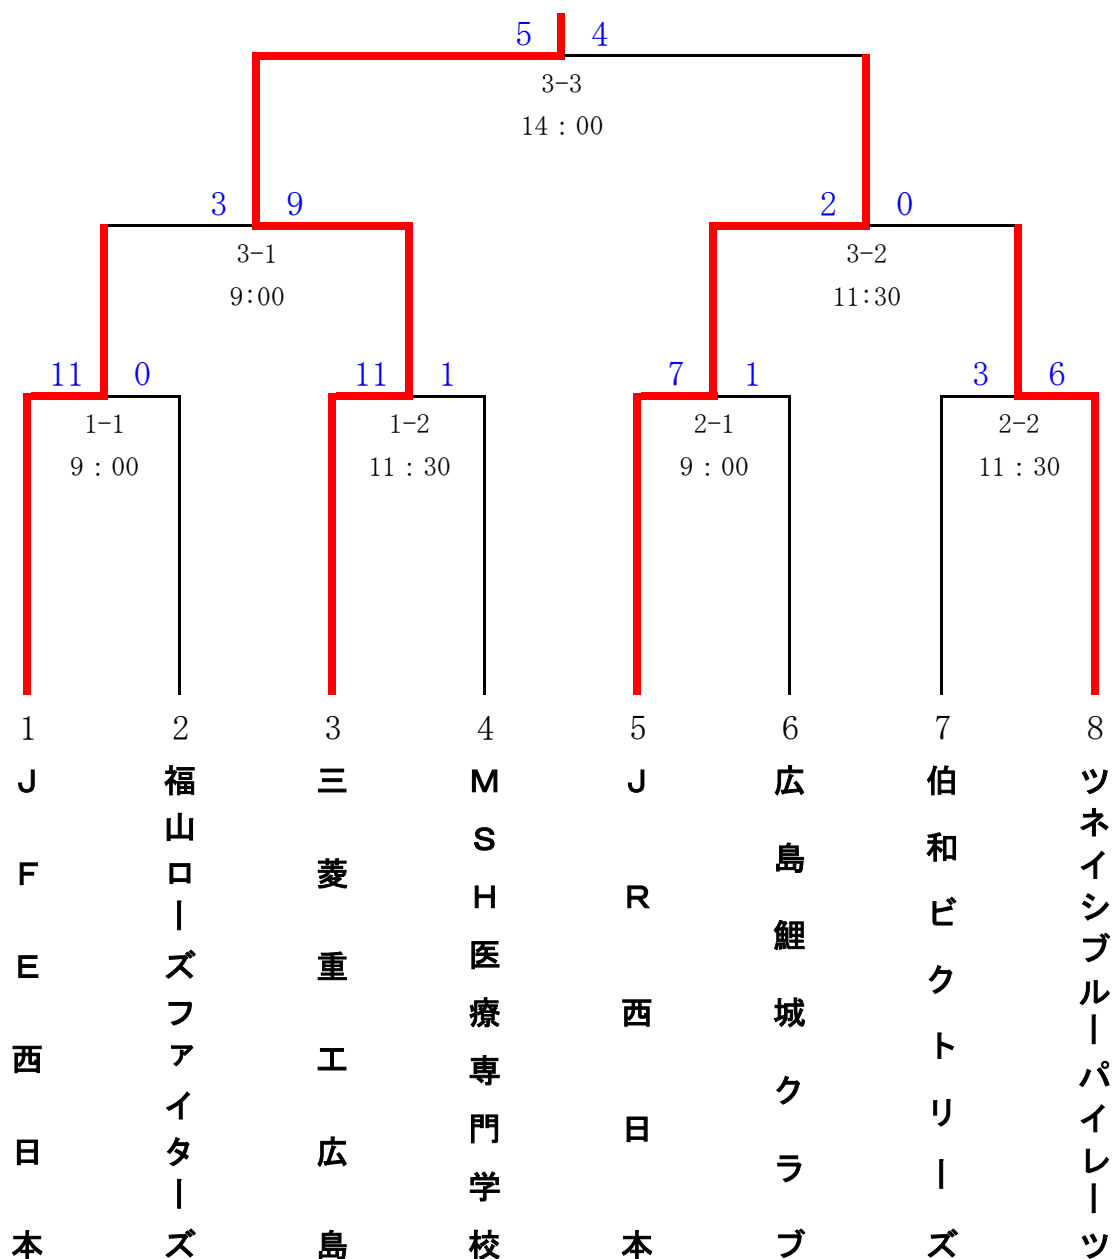 5 4
3-3
14：00
3 9 2 0
3-1 3-2
9:00 11:30
11 0 11 1 7 1 3 6
1-1 1-2 2-1 2-2
9：00 11：30 9：00 11：30
1 2 3 4 5 6 7 8
ＪＦＥ西日本
福山ローズファイターズ
三菱重工広島
ＭＳＨ医療専門学校
ＪＲ西日本
広島鯉城クラブ
伯和ビクトリーズ
ツネイシブルーパイレーツ